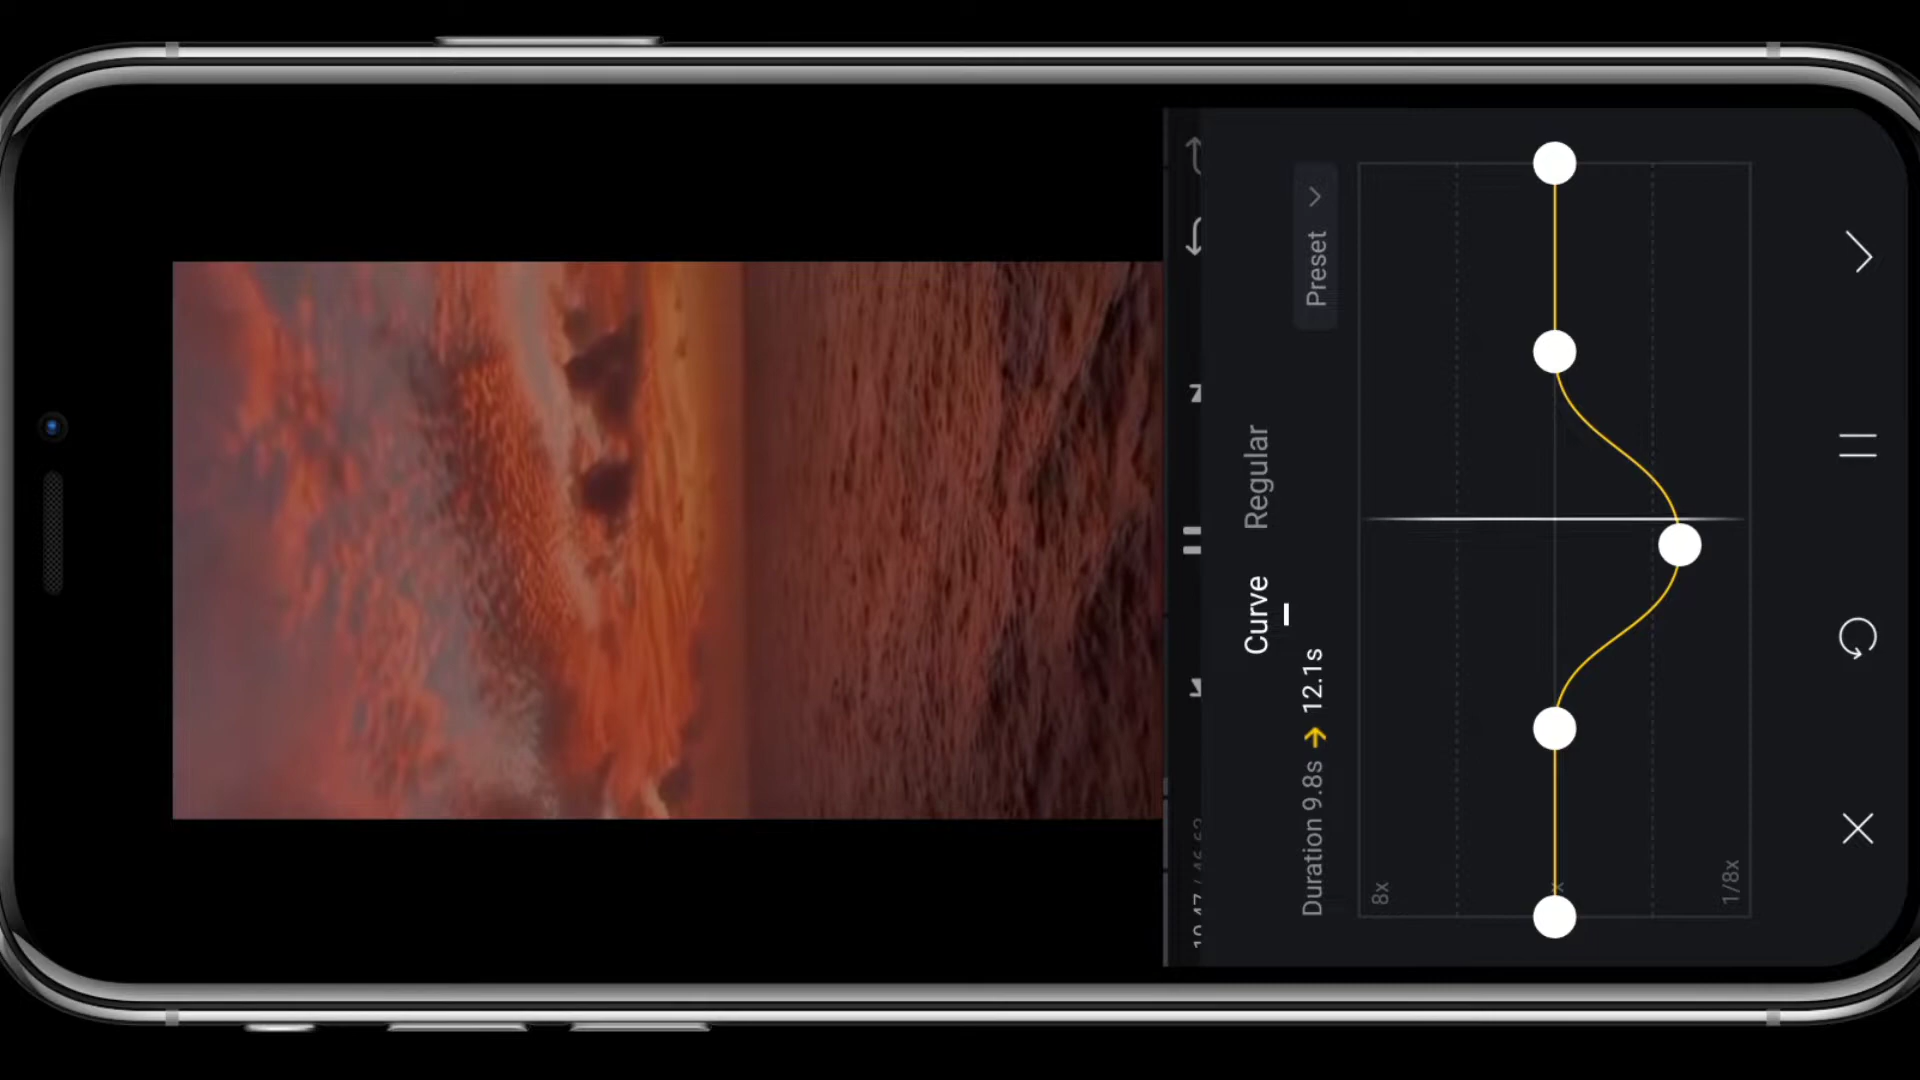 Curve Regular
Duration 9.8s → 12.1s
Preset
8x
1/8x